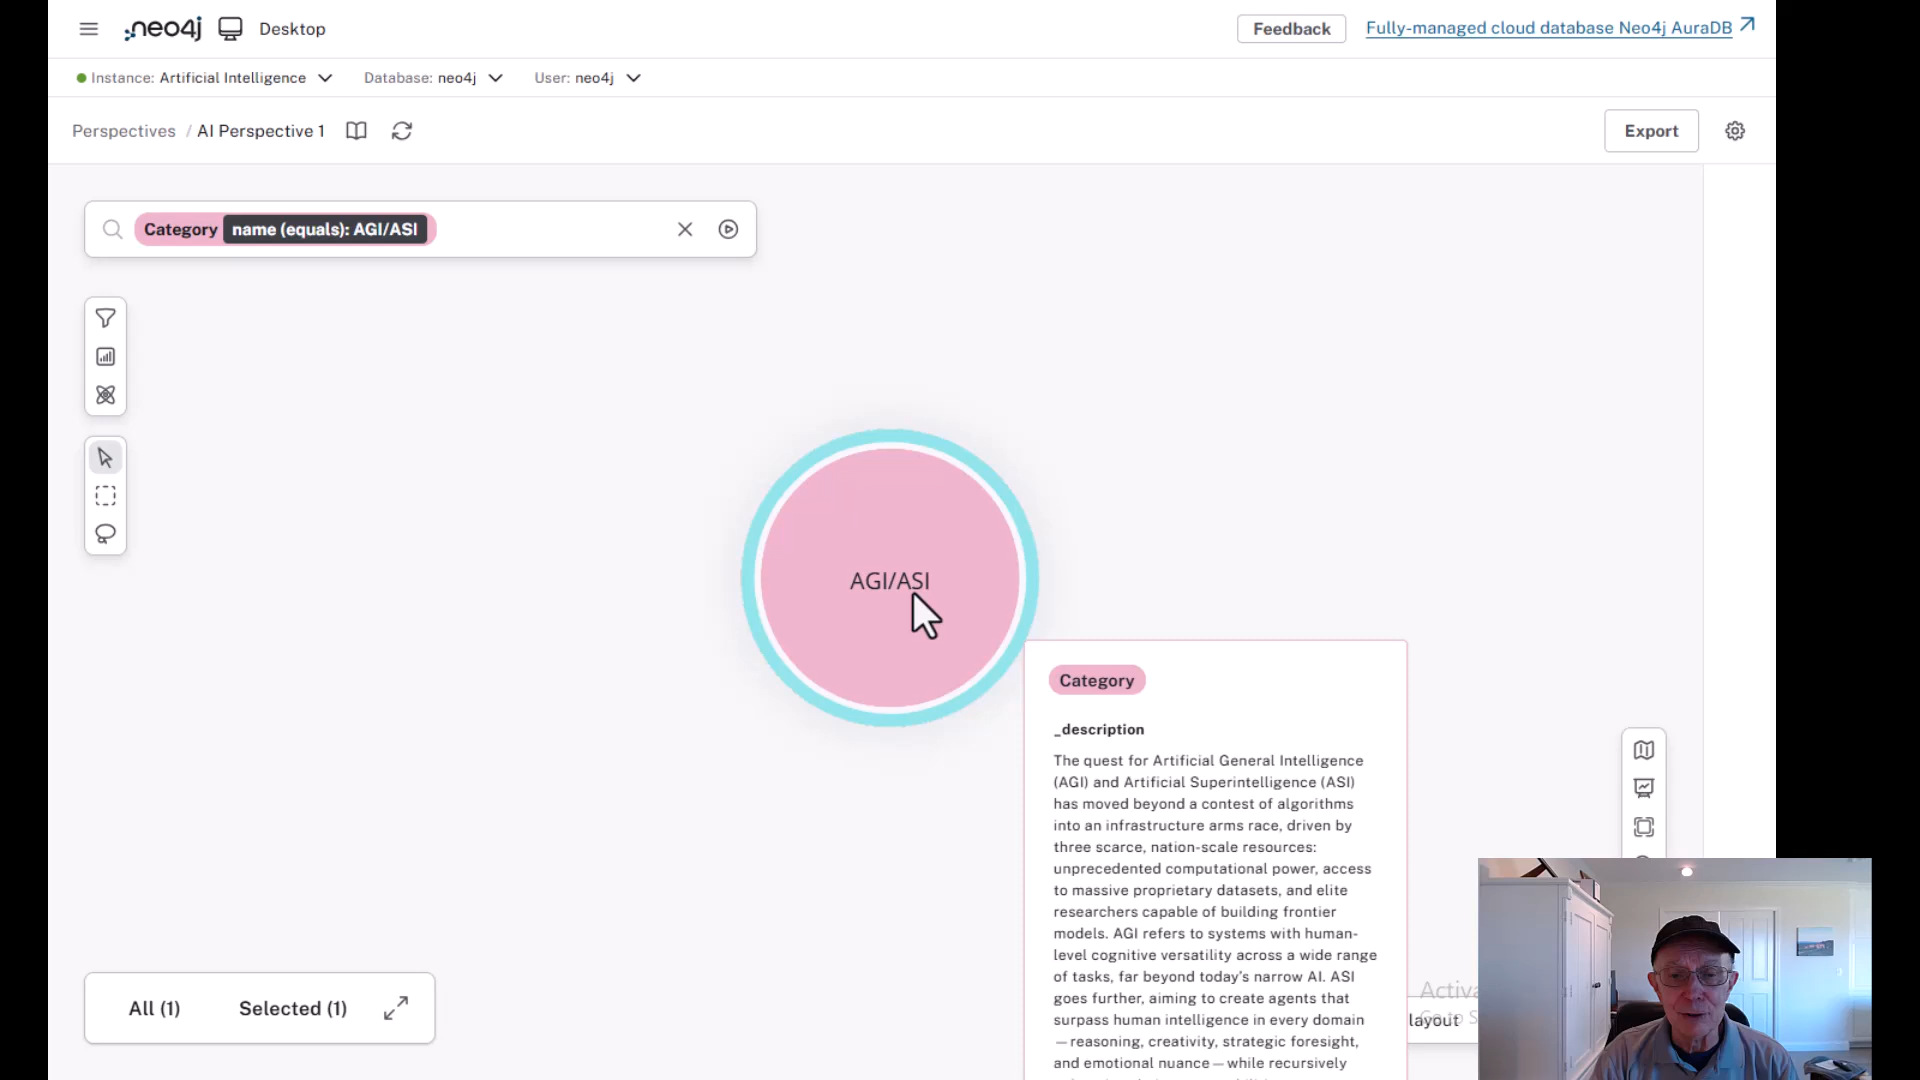 neo4j Desktop
Feedback
Fully-managed cloud database Neo4j AuraDB
Instance: Artificial Intelligence
Database: neo4j
User: neo4j
Perspectives / AI Perspective 1
Export
Category name (equals): AGI/ASI
AGI/ASI
Category
_description
The quest for Artificial General Intelligence
(AGI) and Artificial Superintelligence (ASI)
has moved beyond a contest of algorithms
into an infrastructure arms race, driven by
three scarce, nation-scale resources:
unprecedented computational power, access
to massive proprietary datasets, and elite
researchers capable of building frontier
models. AGI refers to systems with human-
level cognitive versatility across a wide range
of tasks, far beyond today's narrow AI. ASI
goes further, aiming to create agents that
surpass human intelligence in every domain
—reasoning, creativity, strategic foresight,
and emotional nuance—while recursively
All (1)
Selected (1)
layout
Go to S